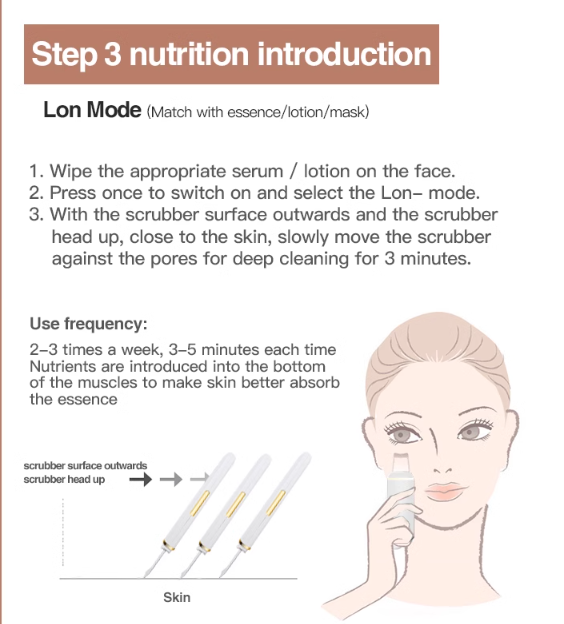 Step 3 nutrition introduction
Lon Mode (Match with essence/lotion/mask)
1. Wipe the appropriate serum / lotion on the face.
2. Press once to switch on and select the Lon– mode.
3. With the scrubber surface outwards and the scrubber
head up, close to the skin, slowly move the scrubber
against the pores for deep cleaning for 3 minutes.
Use frequency:
2–3 times a week, 3–5 minutes each time
Nutrients are introduced into the bottom
of the muscles to make skin better absorb
the essence
scrubber surface outwards
scrubber head up
Skin